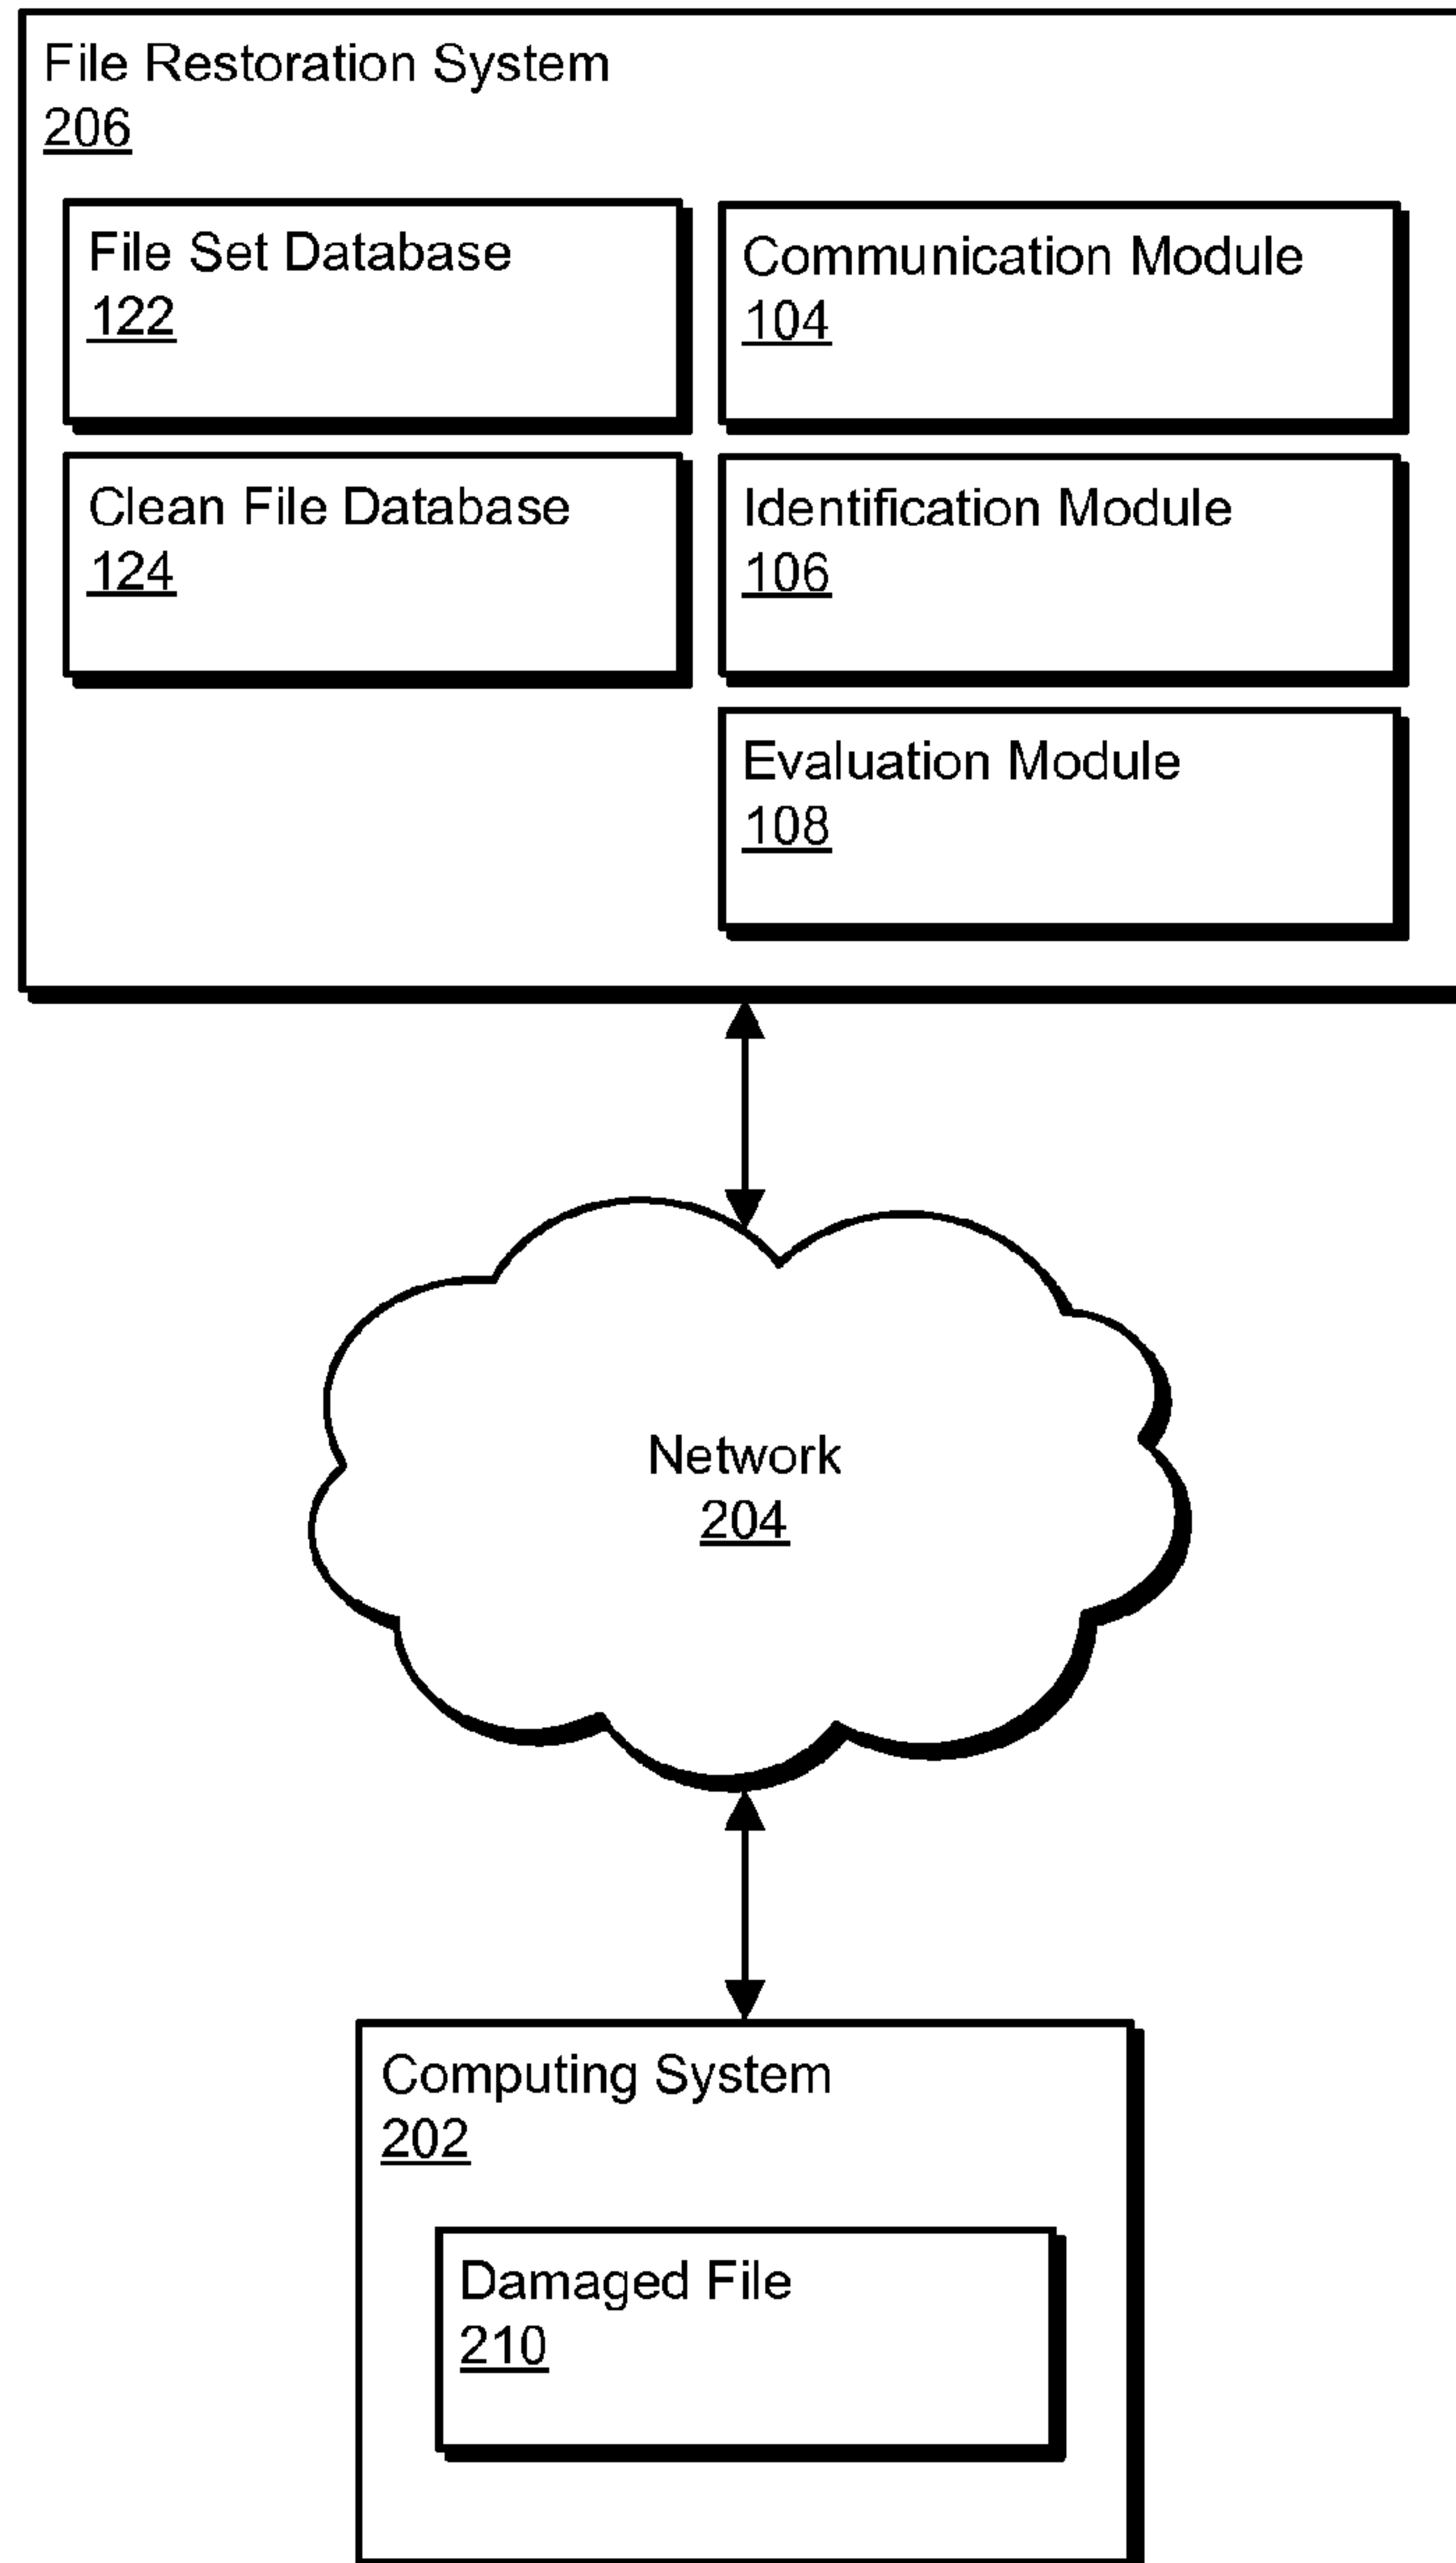 File Restoration System
206
File Set Database
122
Communication Module
104
Clean File Database
124
Identification Module
106
Evaluation Module
108
Network
204
Computing System
202
Damaged File
210